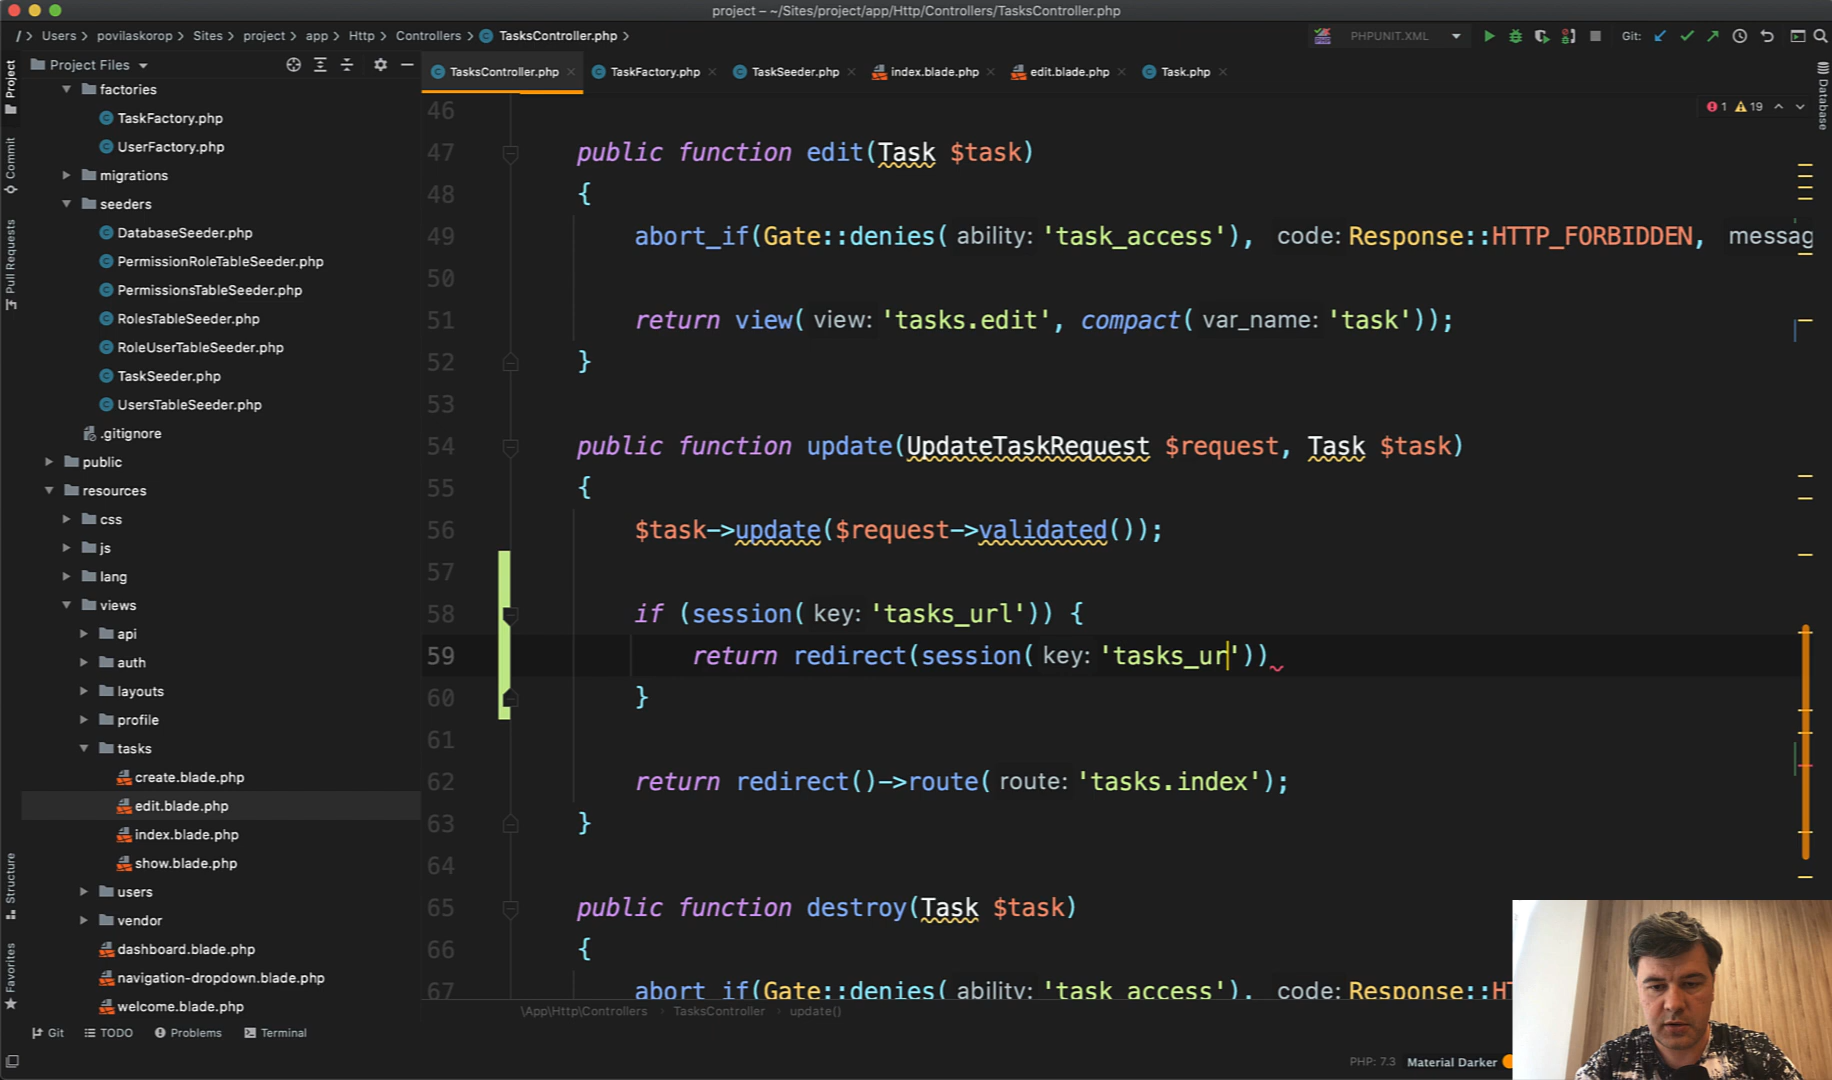 project – ~/Sites/project/app/Http/Controllers/TasksController.php
/ Users povilaskorop Sites project app Http Controllers TasksController.php
PHPUNIT.XML
Git:
Project
Commit
Pull Requests
Structure
Favorites
Database
Project Files
factories
TaskFactory.php
UserFactory.php
migrations
seeders
DatabaseSeeder.php
PermissionRoleTableSeeder.php
PermissionsTableSeeder.php
RolesTableSeeder.php
RoleUserTableSeeder.php
TaskSeeder.php
UsersTableSeeder.php
.gitignore
public
resources
css
js
lang
views
api
auth
layouts
profile
tasks
create.blade.php
edit.blade.php
index.blade.php
show.blade.php
users
vendor
dashboard.blade.php
navigation-dropdown.blade.php
welcome.blade.php
TasksController.php TaskFactory.php TaskSeeder.php index.blade.php edit.blade.php Task.php
1 19
46
47 public function edit(Task $task)
48 {
49 abort_if(Gate::denies( ability: 'task_access'), code: Response::HTTP_FORBIDDEN, messag
50
51 return view( view: 'tasks.edit', compact( var_name: 'task'));
52 }
53
54 public function update(UpdateTaskRequest $request, Task $task)
55 {
56 $task->update($request->validated());
57
58 if (session( key: 'tasks_url')) {
59 return redirect(session( key: 'tasks_ur'))
60 }
61
62 return redirect()->route( route: 'tasks.index');
63 }
64
65 public function destroy(Task $task)
66 {
67 abort_if(Gate::denies( ability: 'task_access'), code: Response::HT
\App\Http\Controllers TasksController update()
Git TODO Problems Terminal
PHP: 7.3 Material Darker